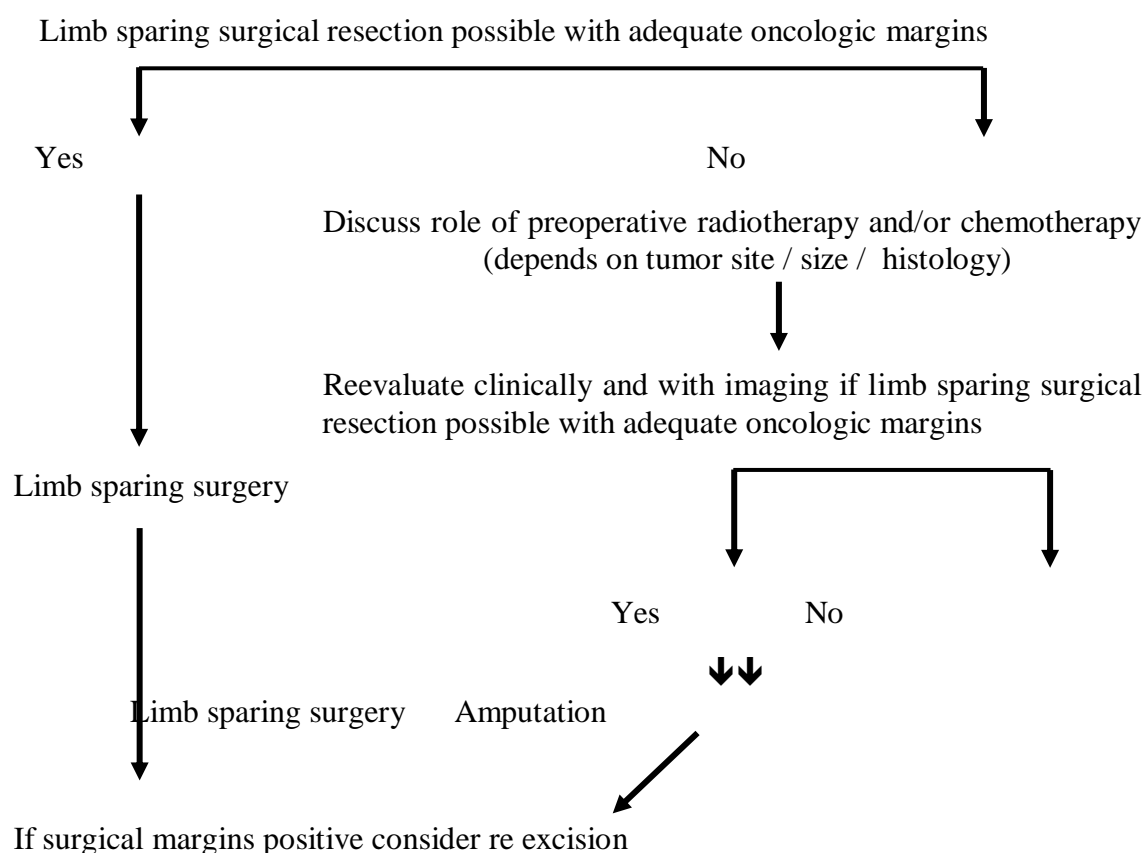 Limb sparing surgical resection possible with adequate oncologic margins
Yes No
Discuss role of preoperative radiotherapy and/or chemotherapy
(depends on tumor site / size / histology)
Reevaluate clinically and with imaging if limb sparing surgical
resection possible with adequate oncologic margins
Limb sparing surgery
Yes No
Limb sparing surgery Amputation
If surgical margins positive consider re excision